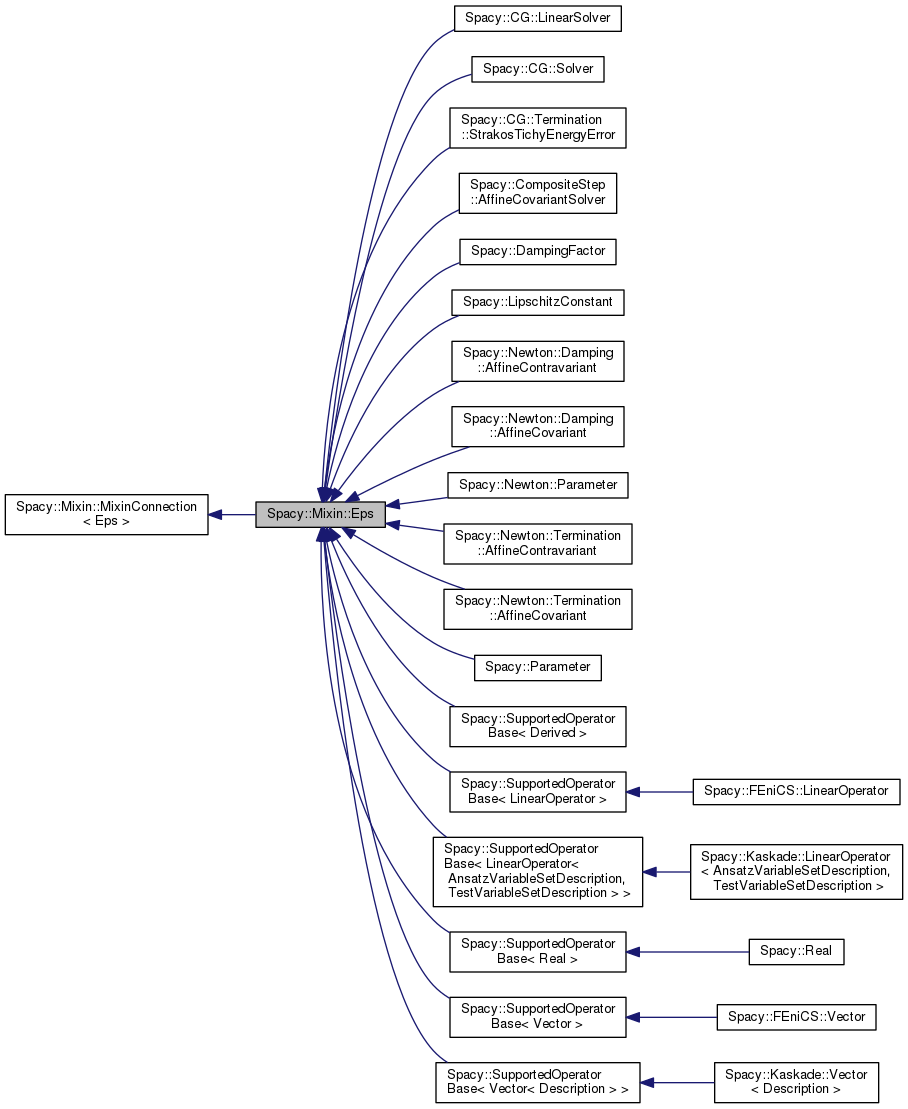 Spacy::CG::LinearSolver
Spacy::CG::Solver
Spacy::CG::Termination
::StrakosTichyEnergyError
Spacy::CompositeStep
::AffineCovariantSolver
Spacy::DampingFactor
Spacy::LipschitzConstant
Spacy::Newton::Damping
::AffineContravariant
Spacy::Newton::Damping
::AffineCovariant
Spacy::Newton::Parameter
Spacy::Mixin::MixinConnection
< Eps >
Spacy::Mixin::Eps
Spacy::Newton::Termination
::AffineContravariant
Spacy::Newton::Termination
::AffineCovariant
Spacy::Parameter
Spacy::SupportedOperator
Base< Derived >
Spacy::SupportedOperator
Base< LinearOperator >
Spacy::FEniCS::LinearOperator
Spacy::SupportedOperator
Base< LinearOperator<
AnsatzVariableSetDescription,
TestVariableSetDescription > >
Spacy::Kaskade::LinearOperator
< AnsatzVariableSetDescription,
TestVariableSetDescription >
Spacy::SupportedOperator
Base< Real >
Spacy::Real
Spacy::SupportedOperator
Base< Vector >
Spacy::FEniCS::Vector
Spacy::SupportedOperator
Base< Vector< Description > >
Spacy::Kaskade::Vector
< Description >